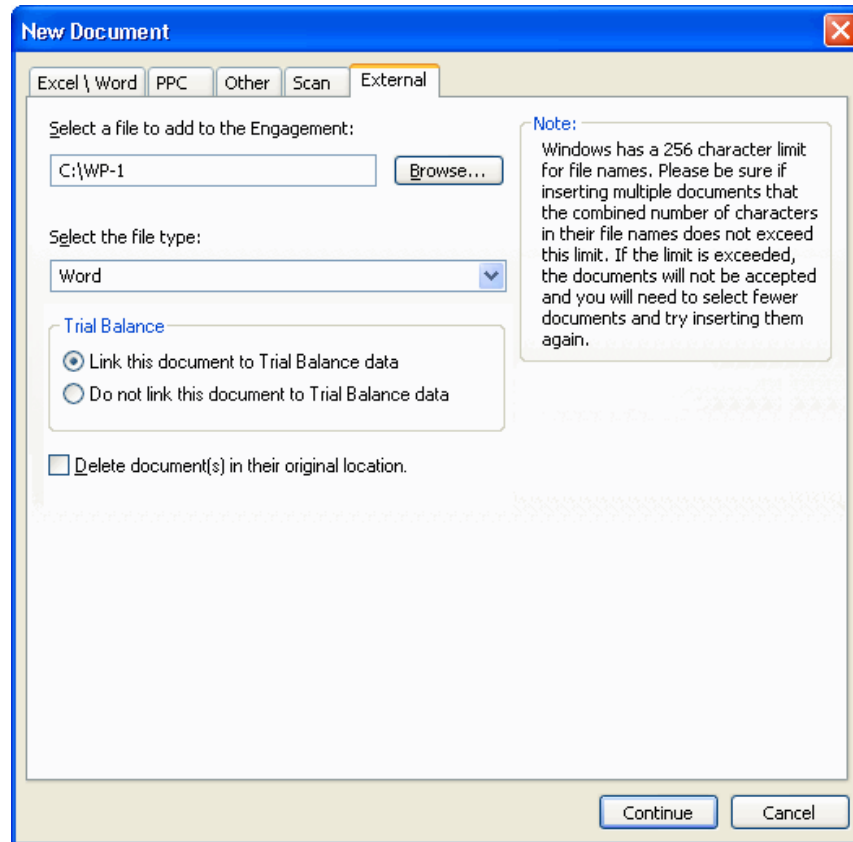 New Document
Excel \ Word PPC Other Scan External
Select a file to add to the Engagement:
C:\WP-1 Browse...
Select the file type:
Word
Trial Balance
Link this document to Trial Balance data
Do not link this document to Trial Balance data
Delete document(s) in their original location.
Note:
Windows has a 256 character limit
for file names. Please be sure if
inserting multiple documents that
the combined number of characters
in their file names does not exceed
this limit. If the limit is exceeded,
the documents will not be accepted
and you will need to select fewer
documents and try inserting them
again.
Continue Cancel